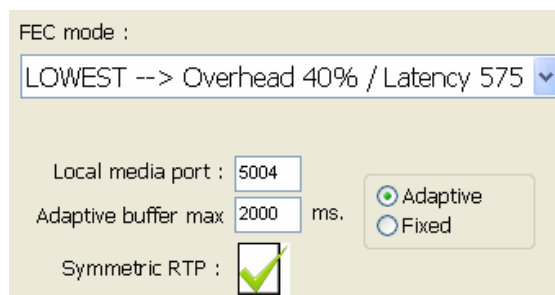 FEC mode :
LOWEST --> Overhead 40% / Latency 575
Local media port : 5004
Adaptive buffer max 2000 ms.
Adaptive
Fixed
Symmetric RTP :